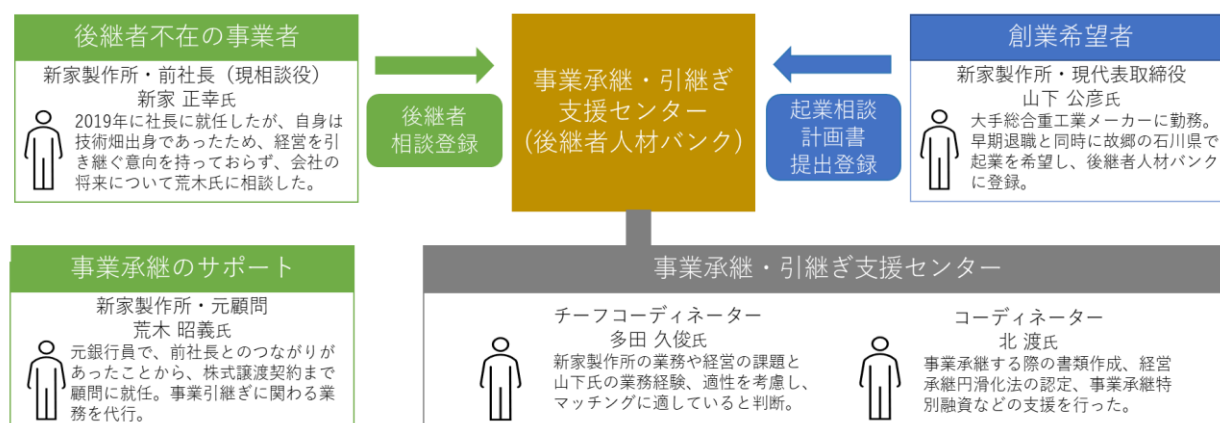 後継者不在の事業者
新家製作所・前社長（現相談役）
新家 正幸氏
2019年に社長に就任したが、自身は
技術畑出身であったため、経営を引
き継ぐ意向を持っておらず、会社の
将来について荒木氏に相談した。
後継者
相談登録
事業承継・引継ぎ
支援センター
(後継者人材バンク)
起業相談
計画書
提出登録
創業希望者
新家製作所・現代表取締役
山下 公彦氏
大手総合重工業メーカーに勤務。
早期退職と同時に故郷の石川県で
起業を希望し、後継者人材バンク
に登録。
事業承継のサポート
新家製作所・元顧問
荒木 昭義氏
元銀行員で、前社長とのつながりが
あったことから、株式譲渡契約まで
顧問に就任。事業引継ぎに関わる業
務を代行。
事業承継・引継ぎ支援センター
チーフコーディネーター
多田 久俊氏
新家製作所の業務や経営の課題と
山下氏の業務経験、適性を考慮し、
マッチングに適していると判断。
コーディネーター
北 渡氏
事業承継する際の書類作成、経営
承継円滑化法の認定、事業承継特
別融資などの支援を行った。